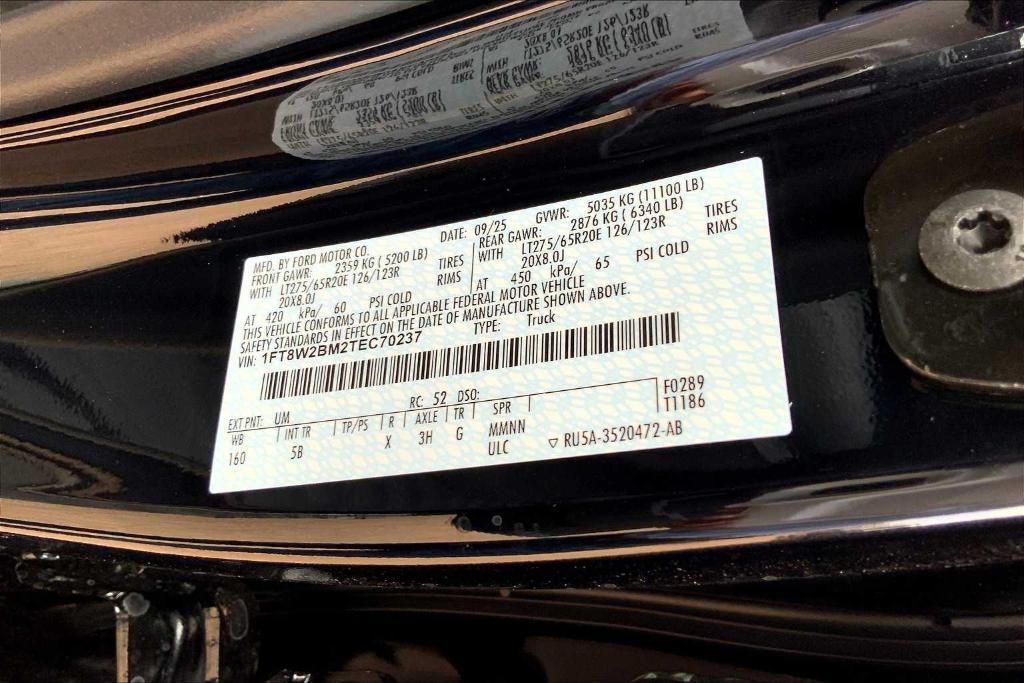 MFD. BY FORD MOTOR CO.
DATE: 09/25 GVWR: 5035 KG (11100 LB)
FRONT GAWR: 2359 KG ( 5200 LB)
REAR GAWR: 2876 KG ( 6340 LB)
WITH LT275/65R20E 126/123R TIRES
WITH LT275/65R20E 126/123R TIRES
20X8.0J RIMS
20X8.0J RIMS
AT 420 kPa/ 60 PSI COLD
AT 450 kPa/ 65 PSI COLD
THIS VEHICLE CONFORMS TO ALL APPLICABLE FEDERAL MOTOR VEHICLE
SAFETY STANDARDS IN EFFECT ON THE DATE OF MANUFACTURE SHOWN ABOVE.
VIN: 1FT8W2BM2TEC70237 TYPE: Truck
EXT PNT: UM RC: 52 DSO: F0289
WB INT TR TP/PS R AXLE TR SPR T1186
160 5B X 3H G MMNN
ULC ▽ RU5A-3520472-AB